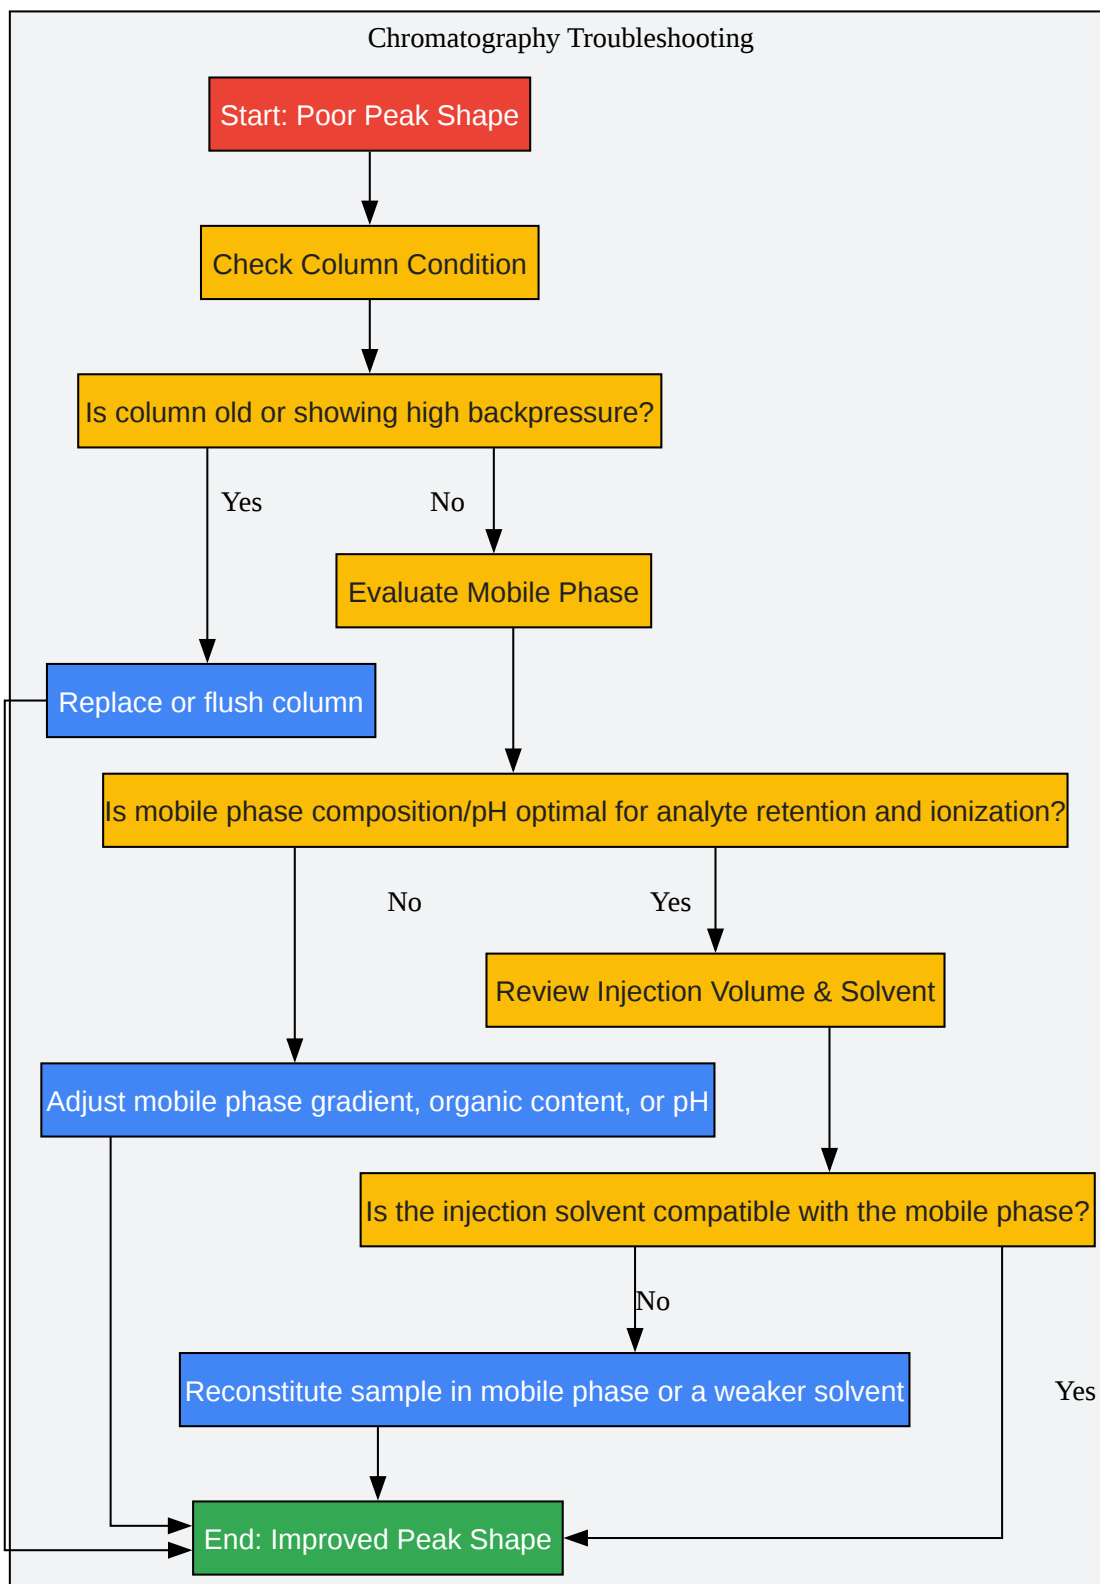 Chromatography Troubleshooting
Start: Poor Peak Shape
Check Column Condition
Is column old or showing high backpressure?
Yes
No
Evaluate Mobile Phase
Replace or flush column
Is mobile phase composition/pH optimal for analyte retention and ionization?
No
Yes
Review Injection Volume & Solvent
Adjust mobile phase gradient, organic content, or pH
Is the injection solvent compatible with the mobile phase?
No
Reconstitute sample in mobile phase or a weaker solvent
Yes
End: Improved Peak Shape